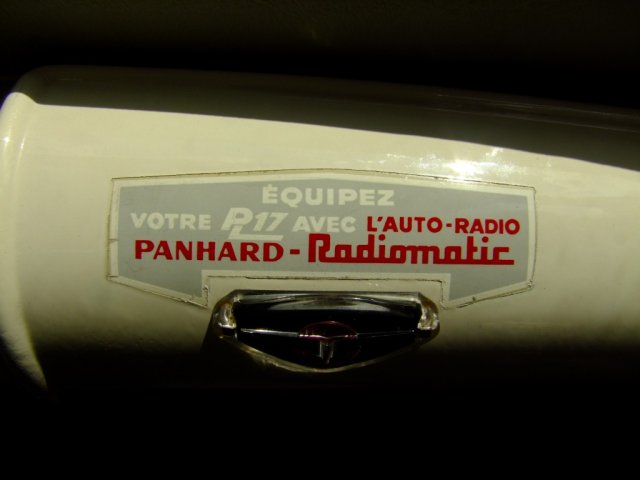 ÉQUIPEZ
VOTRE PL17 AVEC L'AUTO-RADIO
PANHARD - Radiomatic